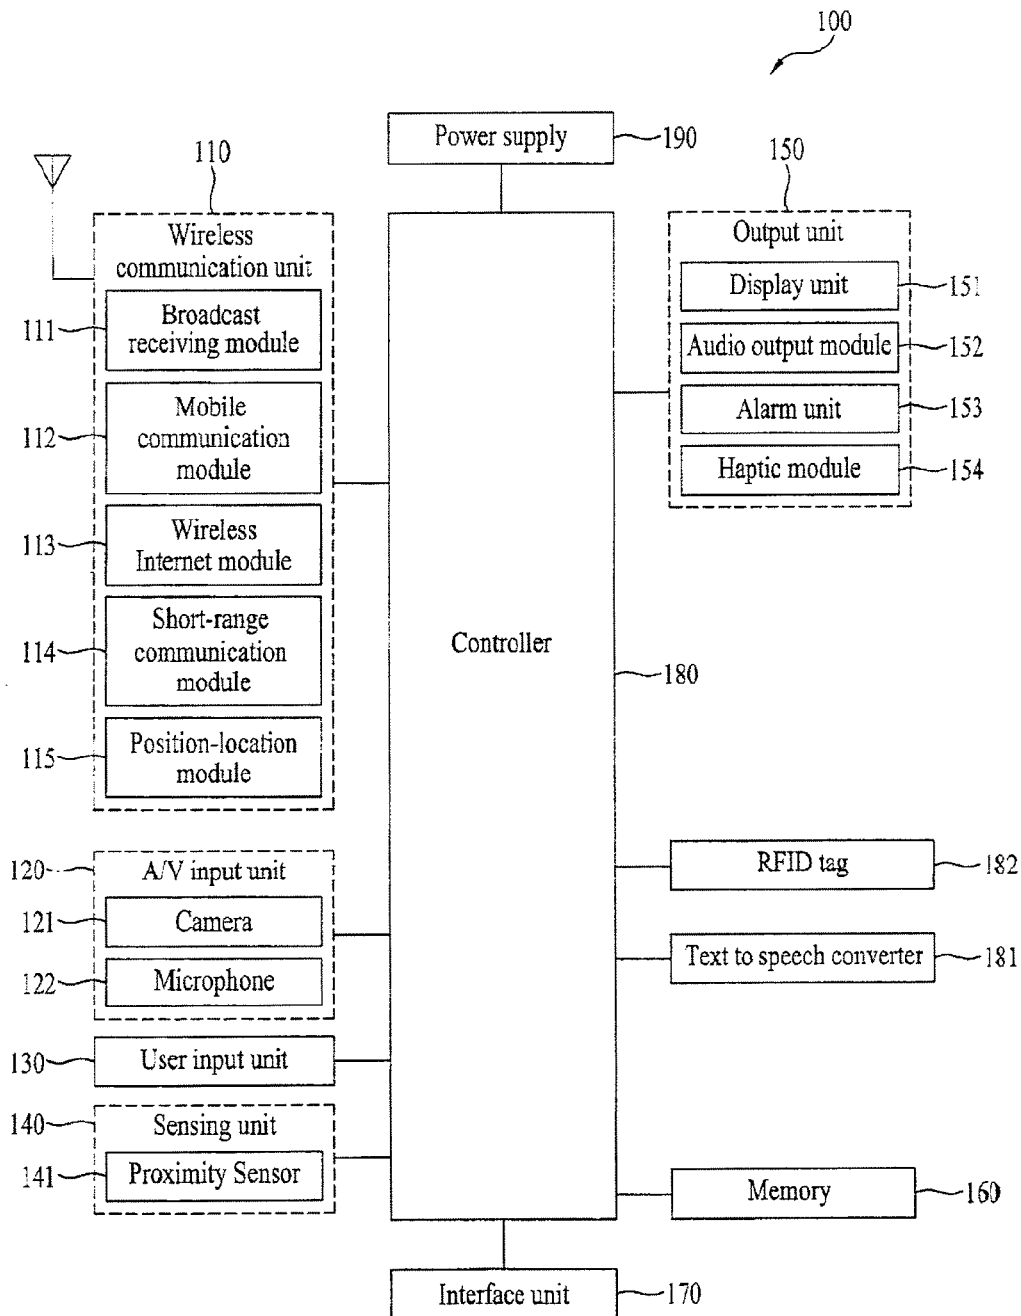 100
Power supply
190
110
Wireless
communication unit
111
Broadcast
receiving module
112
Mobile
communication
module
113
Wireless
Internet module
114
Short-range
communication
module
115
Position-location
module
120
A/V input unit
121
Camera
122
Microphone
130
User input unit
140
Sensing unit
141
Proximity Sensor
Controller
180
150
Output unit
Display unit
151
Audio output module
152
Alarm unit
153
Haptic module
154
RFID tag
182
Text to speech converter
181
Memory
160
Interface unit
170